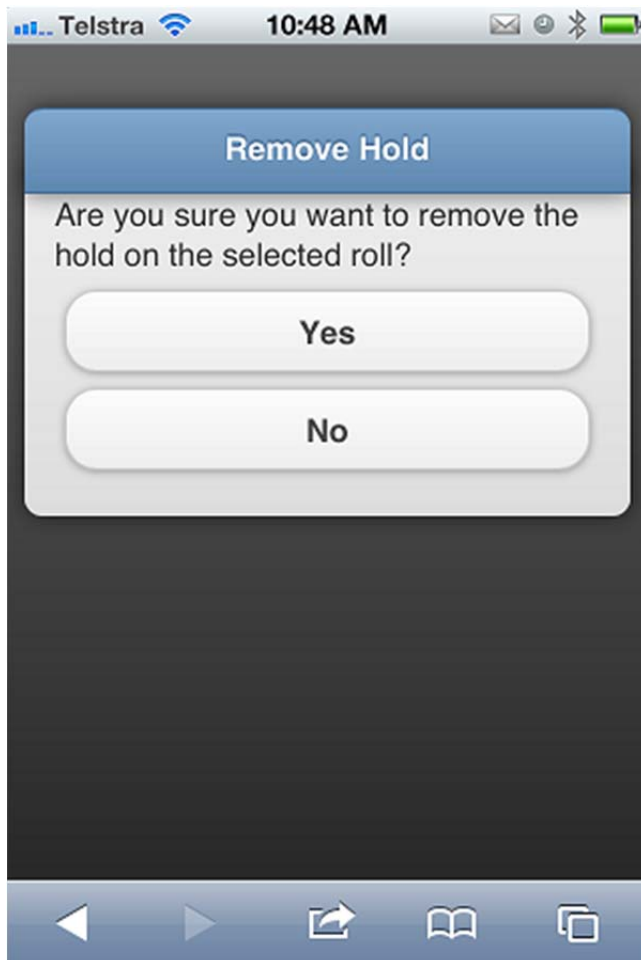 Telstra 10:48 AM
Remove Hold
Are you sure you want to remove the
hold on the selected roll?
Yes
No